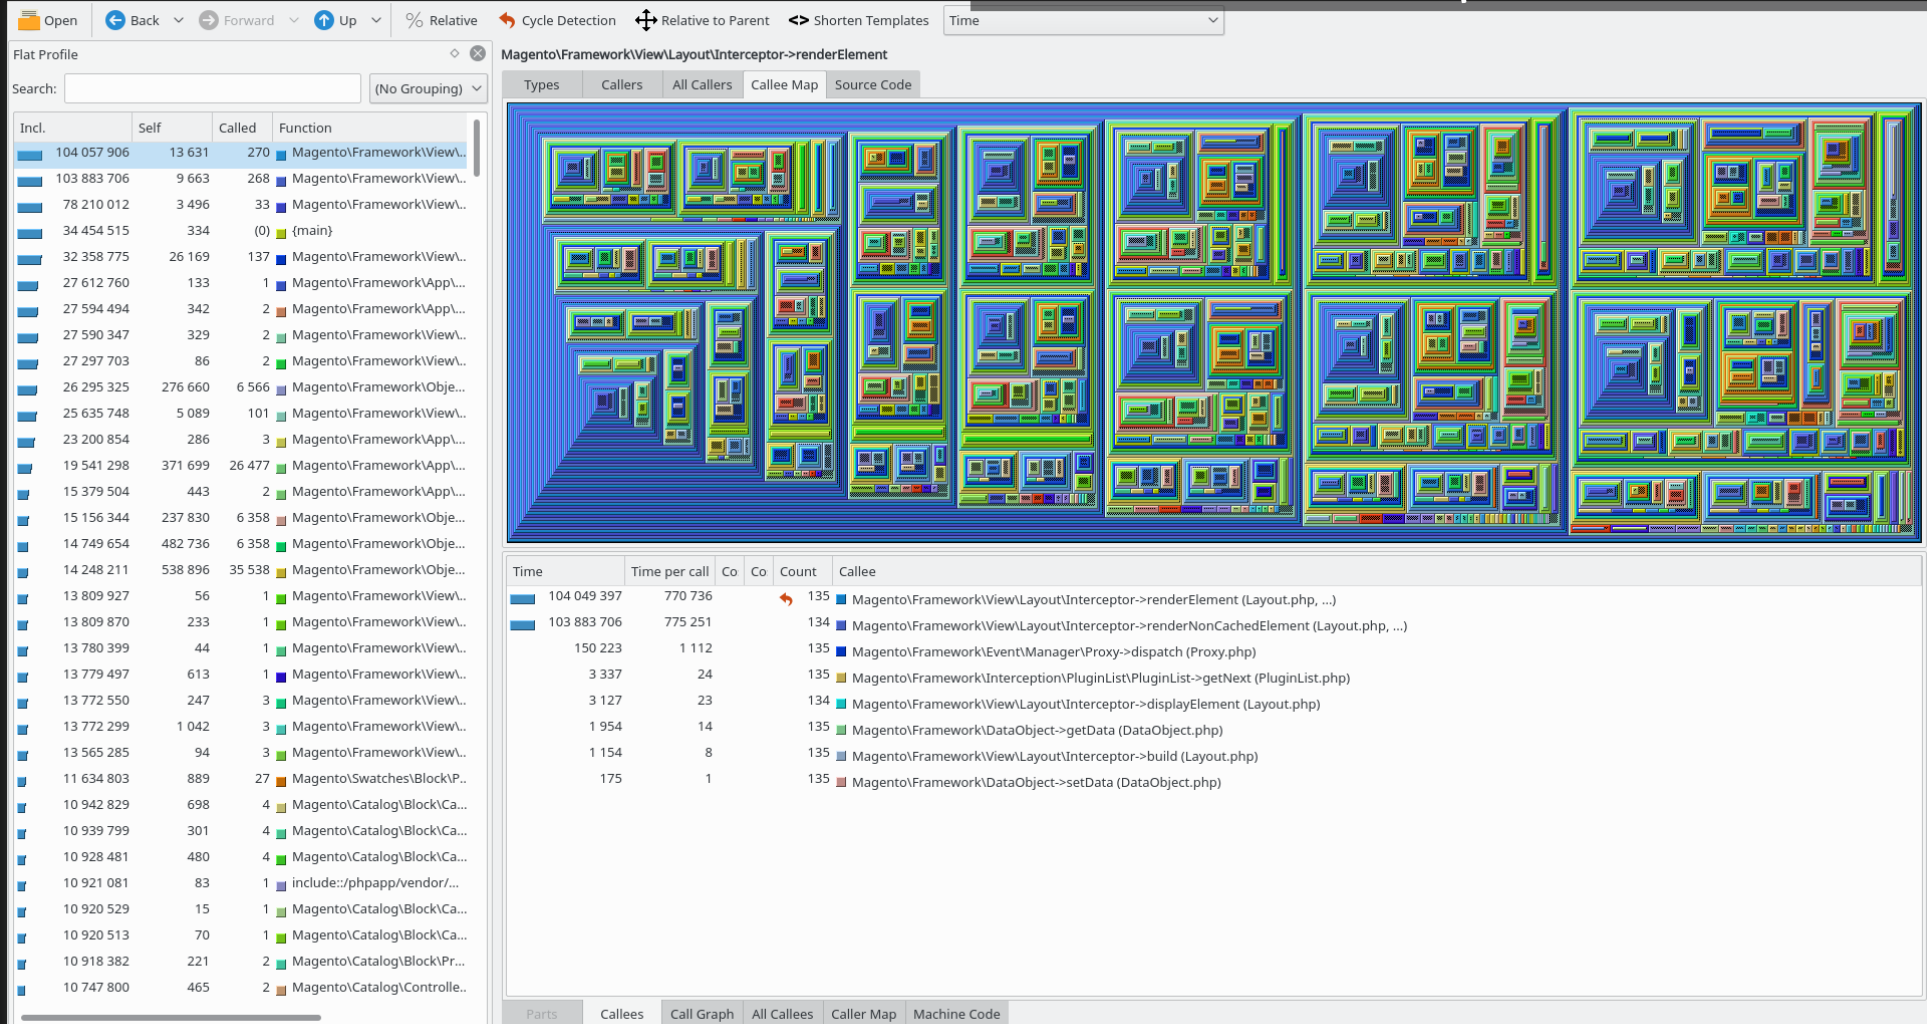 Open Back Forward Up Relative Cycle Detection Relative to Parent Shorten Templates Time
Flat Profile
Search: (No Grouping)
Incl. Self Called Function
104 057 906 13 631 270 Magento\Framework\View\..
103 883 706 9 663 268 Magento\Framework\View\..
78 210 012 3 496 33 Magento\Framework\View\..
34 454 515 334 (0) {main}
32 358 775 26 169 137 Magento\Framework\View\..
27 612 760 133 1 Magento\Framework\App\...
27 594 494 342 2 Magento\Framework\App\...
27 590 347 329 2 Magento\Framework\View\..
27 297 703 86 2 Magento\Framework\View\..
26 295 325 276 660 6 566 Magento\Framework\Obje...
25 635 748 5 089 101 Magento\Framework\View\..
23 200 854 286 3 Magento\Framework\App\...
19 541 298 371 699 26 477 Magento\Framework\App\...
15 379 504 443 2 Magento\Framework\App\...
15 156 344 237 830 6 358 Magento\Framework\Obje...
14 749 654 482 736 6 358 Magento\Framework\Obje...
14 248 211 538 896 35 538 Magento\Framework\Obje...
13 809 927 56 1 Magento\Framework\View\..
13 809 870 233 1 Magento\Framework\View\..
13 780 399 44 1 Magento\Framework\View\..
13 779 497 613 1 Magento\Framework\View\..
13 772 550 247 3 Magento\Framework\View\..
13 772 299 1 042 3 Magento\Framework\View\..
13 565 285 94 3 Magento\Framework\View\..
11 634 803 889 27 Magento\Swatches\Block\P..
10 942 829 698 4 Magento\Catalog\Block\Ca...
10 939 799 301 4 Magento\Catalog\Block\Ca...
10 928 481 480 4 Magento\Catalog\Block\Ca...
10 921 081 83 1 include::/phpapp/vendor/...
10 920 529 15 1 Magento\Catalog\Block\Ca...
10 920 513 70 1 Magento\Catalog\Block\Ca...
10 918 382 221 2 Magento\Catalog\Block\Pr...
10 747 800 465 2 Magento\Catalog\Controlle..
Magento\Framework\View\Layout\Interceptor->renderElement
Types Callers All Callers Callee Map Source Code
Time Time per call Co Co Count Callee
104 049 397 770 736 135 Magento\Framework\View\Layout\Interceptor->renderElement (Layout.php, ...)
103 883 706 775 251 134 Magento\Framework\View\Layout\Interceptor->renderNonCachedElement (Layout.php, ...)
150 223 1 112 135 Magento\Framework\Event\Manager\Proxy->dispatch (Proxy.php)
3 337 24 135 Magento\Framework\Interception\PluginList\PluginList->getNext (PluginList.php)
3 127 23 134 Magento\Framework\View\Layout\Interceptor->displayElement (Layout.php)
1 954 14 135 Magento\Framework\DataObject->getData (DataObject.php)
1 154 8 135 Magento\Framework\View\Layout\Interceptor->build (Layout.php)
175 1 135 Magento\Framework\DataObject->setData (DataObject.php)
Parts Callees Call Graph All Callees Caller Map Machine Code